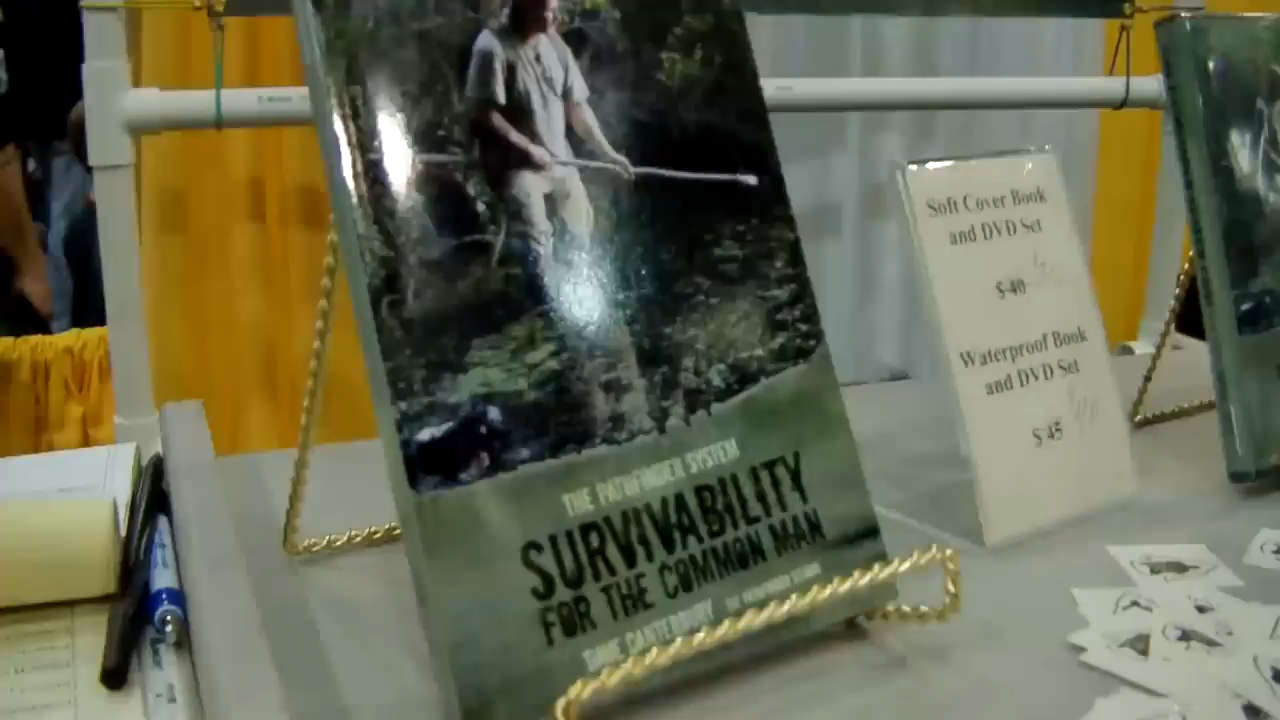 THE PATHFINDER SYSTEM
SURVIVABILITY
FOR THE COMMON MAN
DAVE CANTERBURY
Soft Cover Book
and DVD Set
$ 40
Waterproof Book
and DVD Set
$ 45